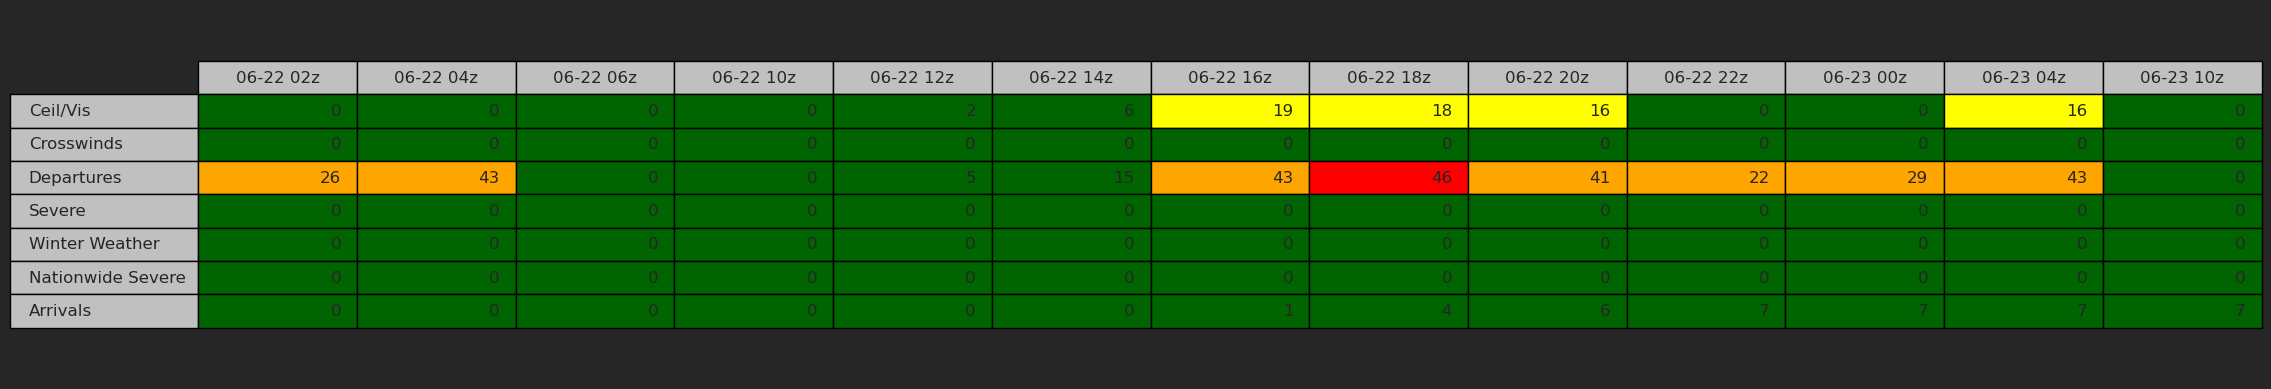 06-22 02z 06-22 04z 06-22 06z 06-22 10z 06-22 12z 06-22 14z 06-22 16z 06-22 18z 06-22 20z 06-22 22z 06-23 00z 06-23 04z 06-23 10z
Ceil/Vis 0 0 0 0 2 6 19 18 16 0 0 16 0
Crosswinds 0 0 0 0 0 0 0 0 0 0 0 0 0
Departures 26 43 0 0 5 15 43 46 41 22 29 43 0
Severe 0 0 0 0 0 0 0 0 0 0 0 0 0
Winter Weather 0 0 0 0 0 0 0 0 0 0 0 0 0
Nationwide Severe 0 0 0 0 0 0 0 0 0 0 0 0 0
Arrivals 0 0 0 0 0 0 1 4 6 7 7 7 7